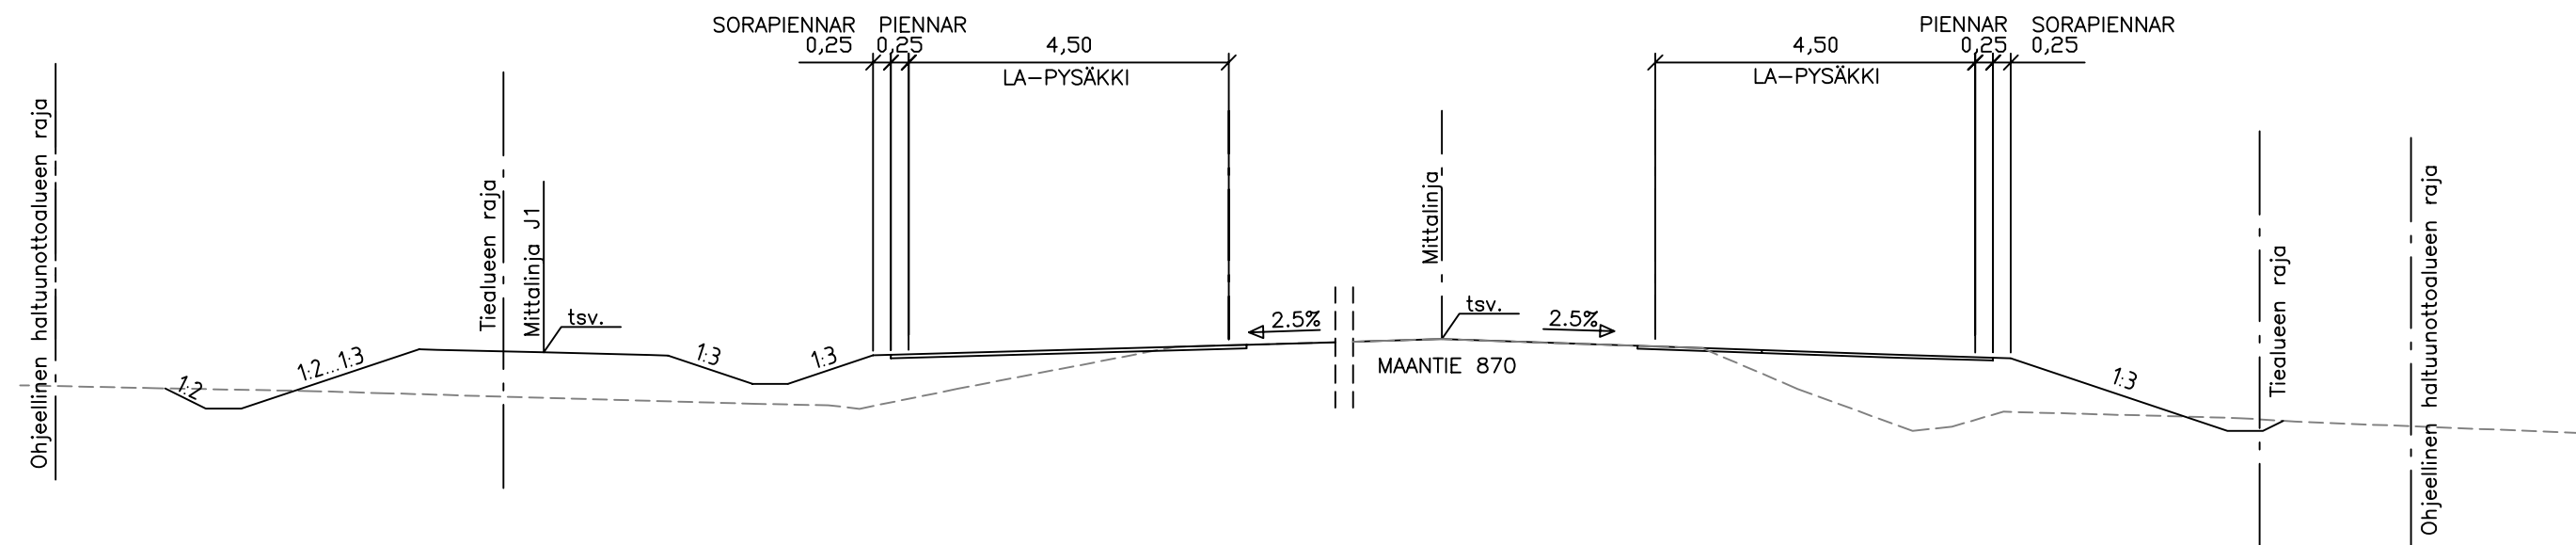 SORAPIENNAR PIENNAR
0,25 0,25 4,50
LA-PYSÄKKI
PIENNAR SORAPIENNAR
4,50 0,25 0,25
LA-PYSÄKKI
Ohjeellinen haltuunottoalueen raja
Tiealueen raja
Mittalinja J1
tsv.
1:2
1:2...1:3
1:3
1:3
2.5%
Mittalinja
tsv.
2.5%
MAANTIE 870
1:3
Tiealueen raja
Ohjeellinen haltuunottoalueen raja